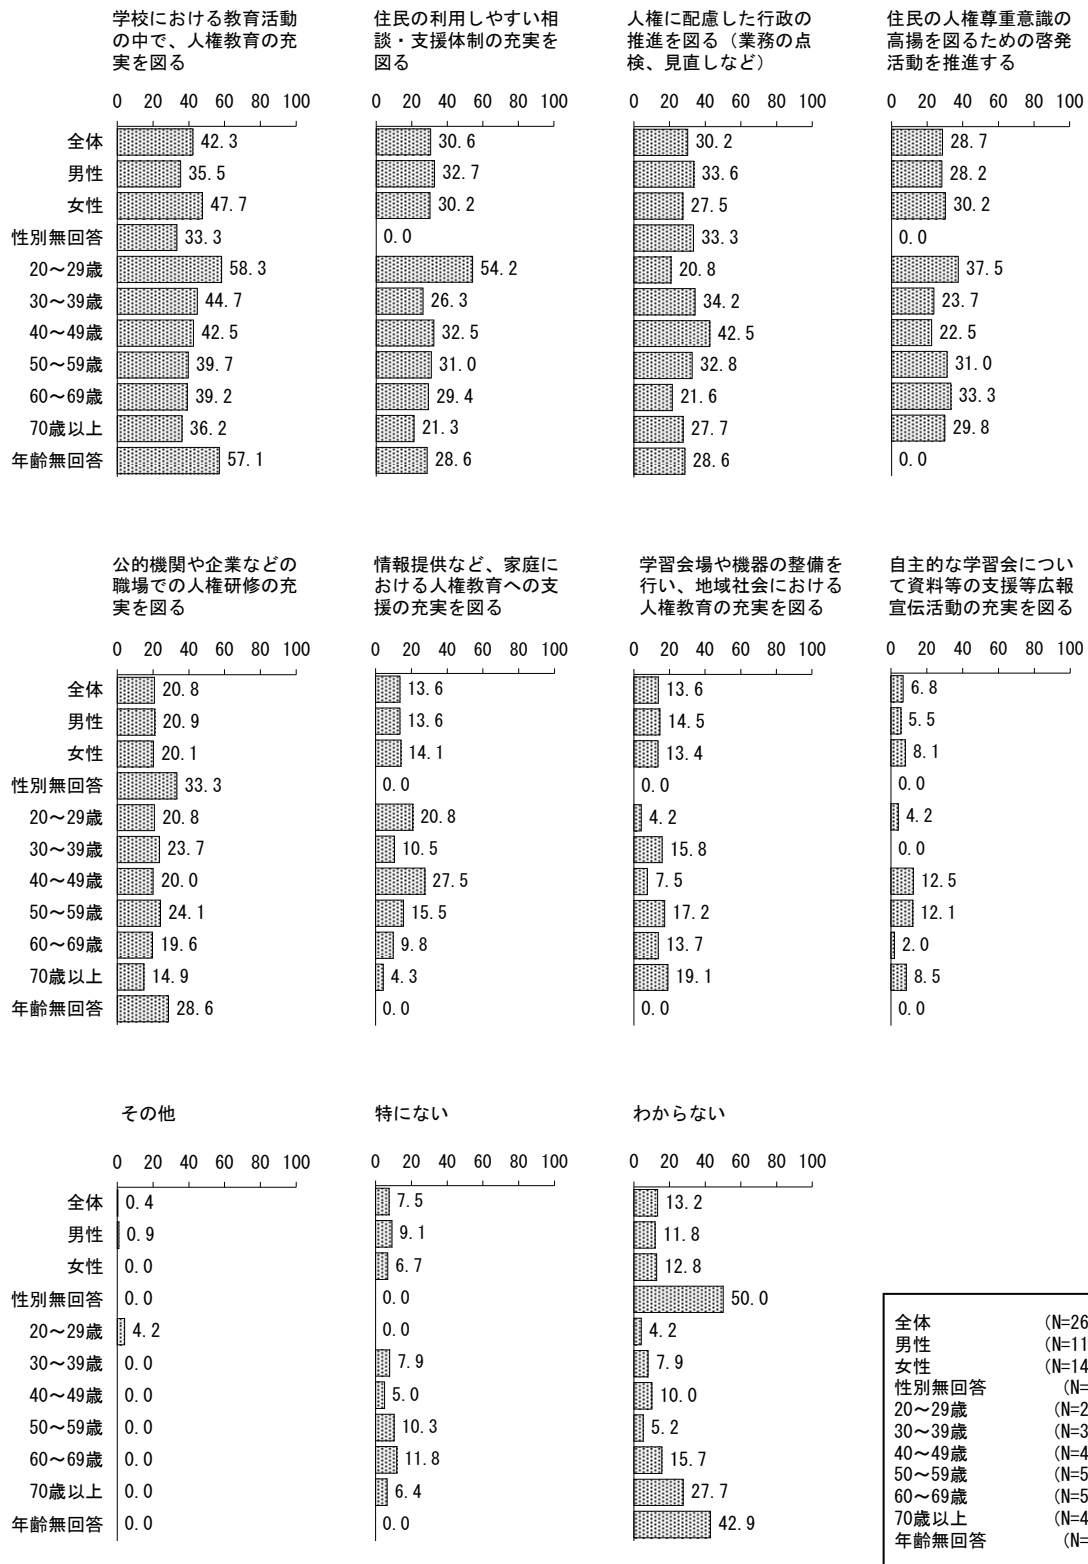 学校における教育活動
の中で、人権教育の充
実を図る
住民の利用しやすい相
談・支援体制の充実を
図る
人権に配慮した行政の
推進を図る（業務の点
検、見直しなど）
住民の人権尊重意識の
高揚を図るための啓発
活動を推進する
0 20 40 60 80 100 0 20 40 60 80 100 0 20 40 60 80 100 0 20 40 60 80 100
全体 42.3 30.6 30.2 28.7
男性 35.5 32.7 33.6 28.2
女性 47.7 30.2 27.5 30.2
性別無回答 33.3 0.0 33.3 0.0
20～29歳 58.3 54.2 20.8 37.5
30～39歳 44.7 26.3 34.2 23.7
40～49歳 42.5 32.5 42.5 22.5
50～59歳 39.7 31.0 32.8 31.0
60～69歳 39.2 29.4 21.6 33.3
70歳以上 36.2 21.3 27.7 29.8
年齢無回答 57.1 28.6 28.6 0.0
公的機関や企業などの
職場での人権研修の充
実を図る
情報提供など、家庭に
おける人権教育への支
援の充実を図る
学習会場や機器の整備を
行い、地域社会における
人権教育の充実を図る
自主的な学習会につい
て資料等の支援等広報
宣伝活動の充実を図る
0 20 40 60 80 100 0 20 40 60 80 100 0 20 40 60 80 100 0 20 40 60 80 100
全体 20.8 13.6 13.6 6.8
男性 20.9 13.6 14.5 5.5
女性 20.1 14.1 13.4 8.1
性別無回答 33.3 0.0 0.0 0.0
20～29歳 20.8 20.8 4.2 4.2
30～39歳 23.7 10.5 15.8 0.0
40～49歳 20.0 27.5 7.5 12.5
50～59歳 24.1 15.5 17.2 12.1
60～69歳 19.6 9.8 13.7 2.0
70歳以上 14.9 4.3 19.1 8.5
年齢無回答 28.6 0.0 0.0 0.0
その他 特にない わからない
0 20 40 60 80 100 0 20 40 60 80 100 0 20 40 60 80 100
全体 0.4 7.5 13.2
男性 0.9 9.1 11.8
女性 0.0 6.7 12.8
性別無回答 0.0 0.0 50.0
20～29歳 4.2 0.0 4.2
30～39歳 0.0 7.9 7.9
40～49歳 0.0 5.0 10.0
50～59歳 0.0 10.3 5.2
60～69歳 0.0 11.8 15.7
70歳以上 0.0 6.4 27.7
年齢無回答 0.0 0.0 42.9
全体 (N=26
男性 (N=11
女性 (N=14
性別無回答 (N=
20～29歳 (N=2
30～39歳 (N=3
40～49歳 (N=4
50～59歳 (N=5
60～69歳 (N=5
70歳以上 (N=4
年齢無回答 (N=